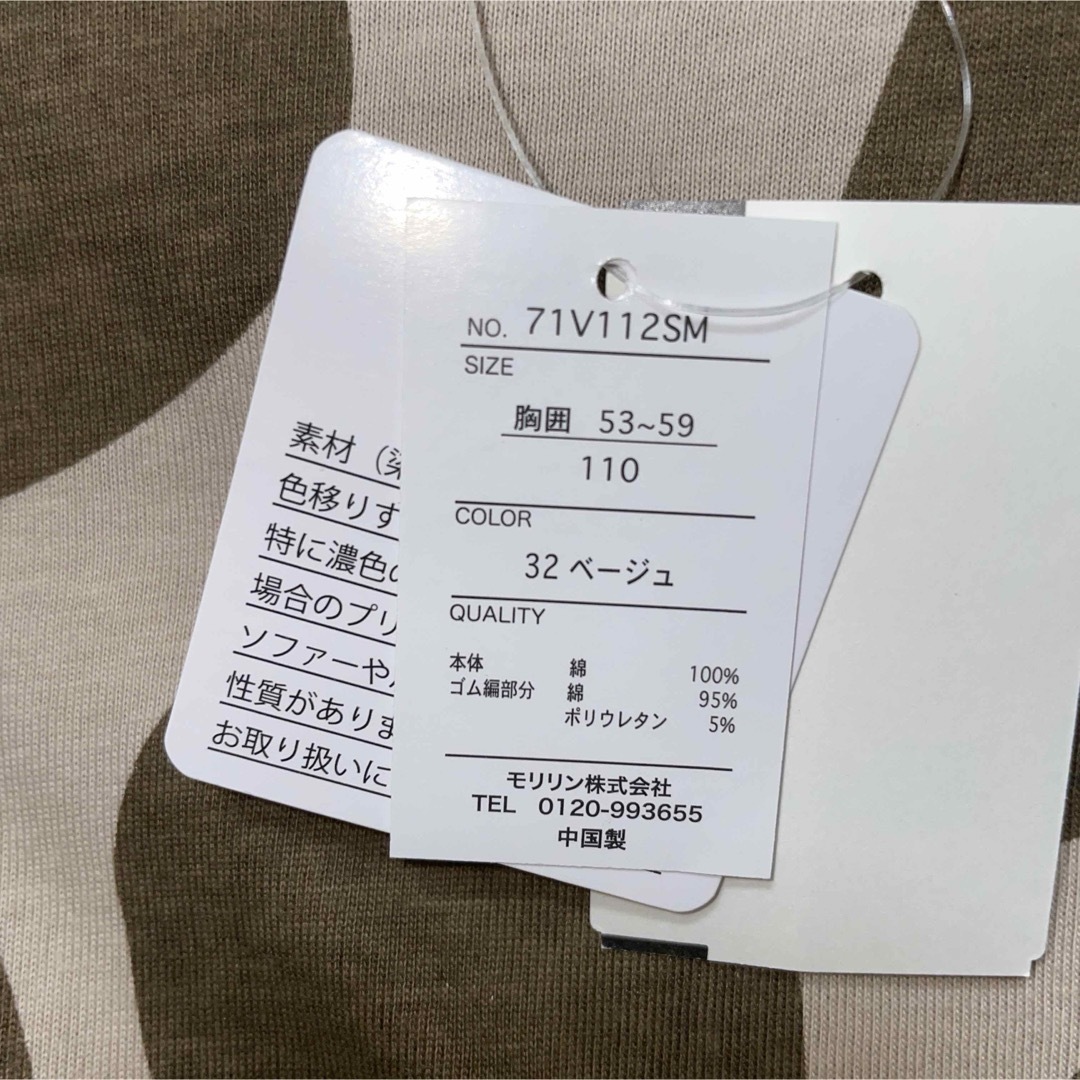 NO. 71V112SM
SIZE
胸囲 53~59
110
COLOR
32 ベージュ
QUALITY
本体 綿 100%
ゴム編部分 綿 95%
ポリウレタン 5%
モリリン株式会社
TEL 0120-993655
中国製
素材（
色移りす
特に濃色の
場合のプリ
ソファーや
性質がありま
お取り扱いに